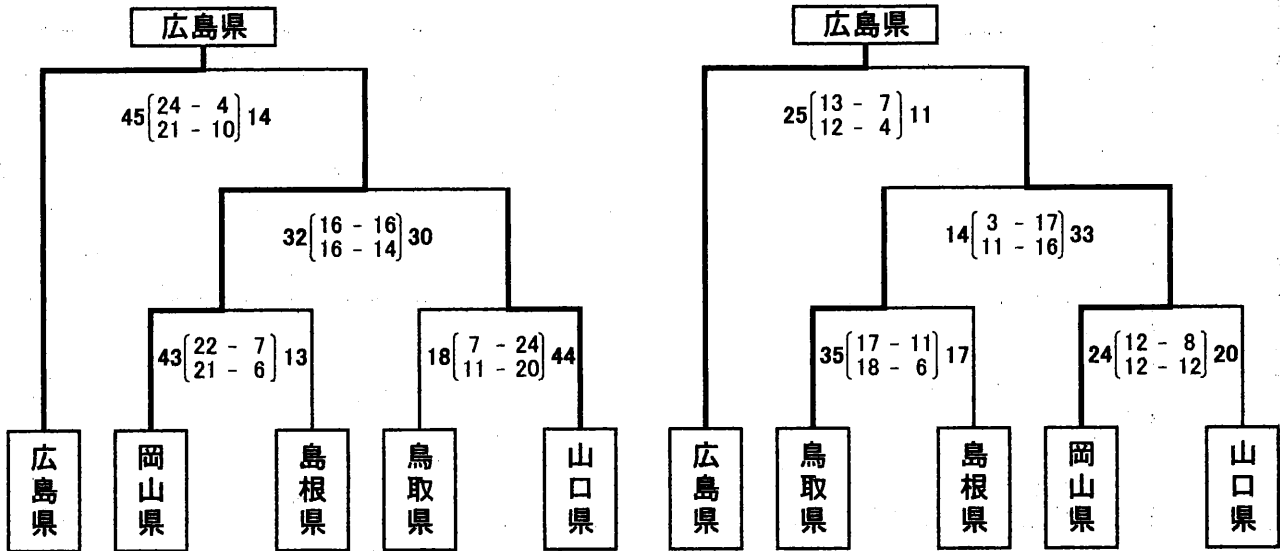 広島県
45 24 - 4 14
21 - 10
32 16 - 16 30
16 - 14
43 22 - 7 13
21 - 6
18 7 - 24 44
11 - 20
広島県
岡山県
島根県
鳥取県
山口県
広島県
25 13 - 7 11
12 - 4
14 3 - 17 33
11 - 16
35 17 - 11 17
18 - 6
24 12 - 8 20
12 - 12
広島県
鳥取県
島根県
岡山県
山口県